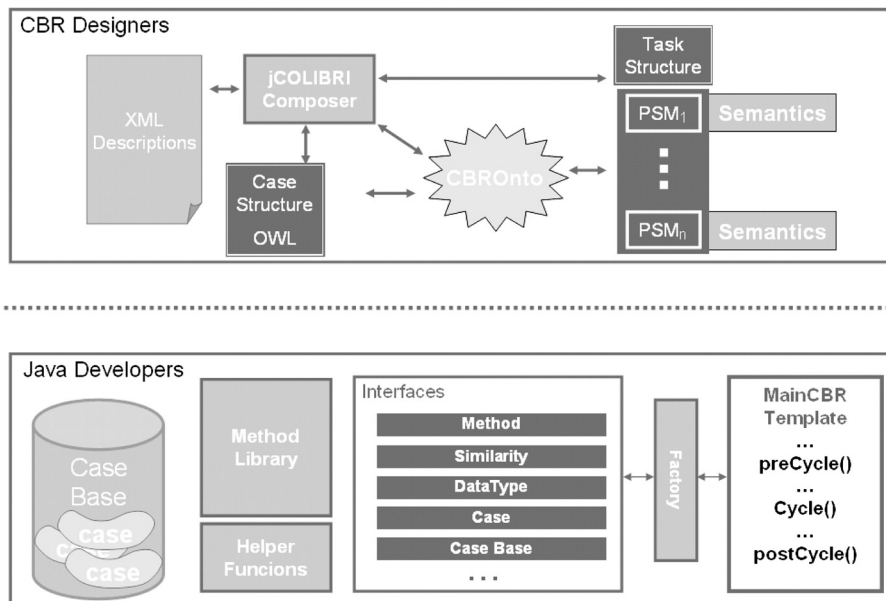 CBR Designers
XML
Descriptions
jCOLIBRI
Composer
Task
Structure
PSM1
Semantics
CBROnto
Case
Structure
OWL
PSMn
Semantics
Java Developers
Case
Base
case
case
case
Method
Library
Helper
Funcions
Interfaces
Method
Similarity
DataType
Case
Case Base
...
Factory
MainCBR
Template
...
preCycle()
...
Cycle()
...
postCycle()